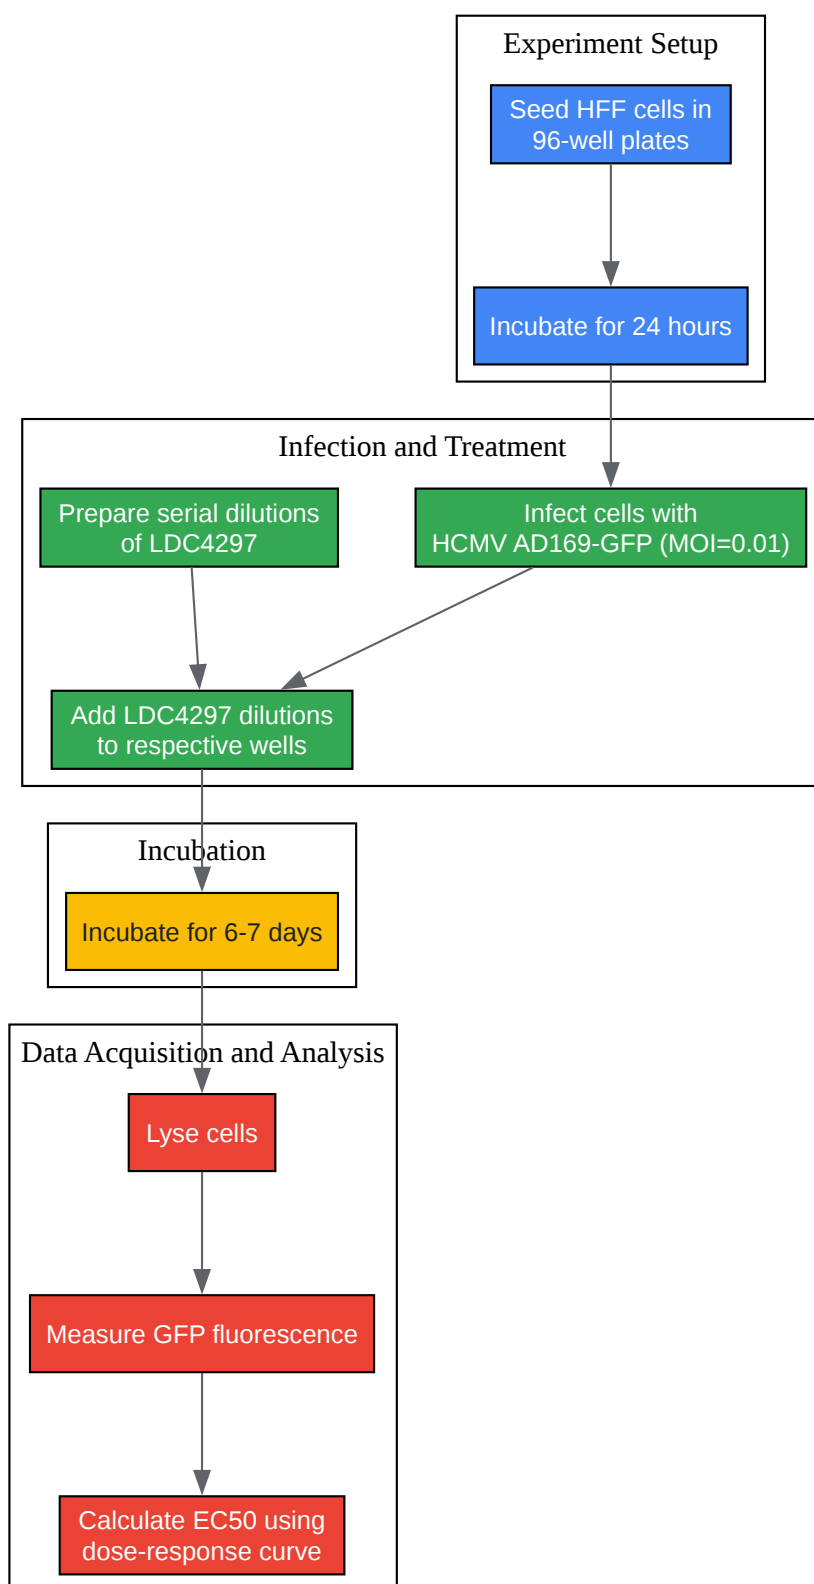 Experiment Setup
Seed HFF cells in
96-well plates
Incubate for 24 hours
Infection and Treatment
Prepare serial dilutions
of LDC4297
Infect cells with
HCMV AD169-GFP (MOI=0.01)
Add LDC4297 dilutions
to respective wells
Incubation
Incubate for 6-7 days
Data Acquisition and Analysis
Lyse cells
Measure GFP fluorescence
Calculate EC50 using
dose-response curve